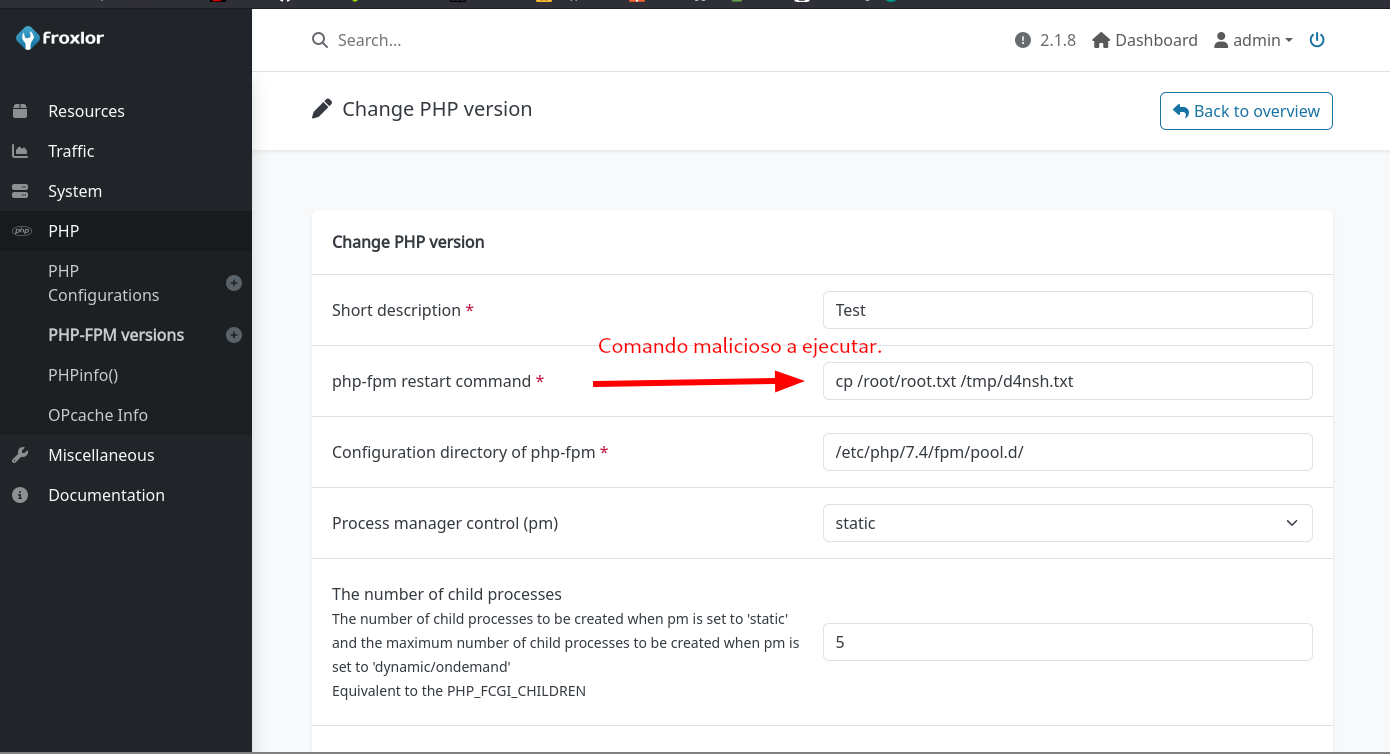 froxlor
Search...
2.1.8 Dashboard admin
Resources
Traffic
System
php PHP
PHP
Configurations
PHP-FPM versions
PHPinfo()
OPcache Info
Miscellaneous
Documentation
Change PHP version
Back to overview
Change PHP version
Short description *
Test
Comando malicioso a ejecutar.
php-fpm restart command *
cp /root/root.txt /tmp/d4nsh.txt
Configuration directory of php-fpm *
/etc/php/7.4/fpm/pool.d/
Process manager control (pm)
static
The number of child processes
The number of child processes to be created when pm is set to 'static'
and the maximum number of child processes to be created when pm is
set to 'dynamic/ondemand'
Equivalent to the PHP_FCGI_CHILDREN
5